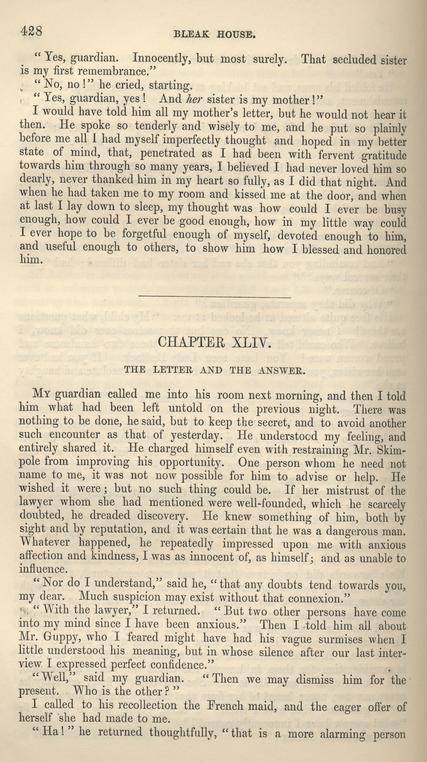 428 BLEAK HOUSE.
“Yes, guardian. Innocently, but most surely. That secluded sister
is my first remembrance.”
“No, no!” he cried, starting.
“Yes, guardian, yes! And her sister is my mother!”
I would have told him all my mother’s letter, but he would not hear it
then. He spoke so tenderly and wisely to me, and he put so plainly
before me all I had myself imperfectly thought and hoped in my better
state of mind, that, penetrated as I had been with fervent gratitude
towards him through so many years, I believed I had never loved him so
dearly, never thanked him in my heart so fully, as I did that night. And
when he had taken me to my room and kissed me at the door, and when
at last I lay down to sleep, my thought was how could I ever be busy
enough, how could I ever be good enough, how in my little way could
I ever hope to be forgetful enough of myself, devoted enough to him,
and useful enough to others, to show him how I blessed and honored
him.
CHAPTER XLIV.
THE LETTER AND THE ANSWER.
MY guardian called me into his room next morning, and then I told
him what had been left untold on the previous night. There was
nothing to be done, he said, but to keep the secret, and to avoid another
such encounter as that of yesterday. He understood my feeling, and
entirely shared it. He charged himself even with restraining Mr. Skim-
pole from improving his opportunity. One person whom he need not
name to me, it was not now possible for him to advise or help. He
wished it were; but no such thing could be. If her mistrust of the
lawyer whom she had mentioned were well-founded, which he scarcely
doubted, he dreaded discovery. He knew something of him, both by
sight and by reputation, and it was certain that he was a dangerous man.
Whatever happened, he repeatedly impressed upon me with anxious
affection and kindness, I was as innocent of, as himself; and as unable to
influence.
“Nor do I understand,” said he, “that any doubts tend towards you,
my dear. Much suspicion may exist without that connexion.”
“With the lawyer,” I returned. “But two other persons have come
into my mind since I have been anxious.” Then I told him all about
Mr. Guppy, who I feared might have had his vague surmises when I
little understood his meaning, but in whose silence after our last inter-
view I expressed perfect confidence.”
“Well,” said my guardian. “Then we may dismiss him for the
present. Who is the other?”
I called to his recollection the French maid, and the eager offer of
herself she had made to me.
“Ha!” he returned thoughtfully, “that is a more alarming person